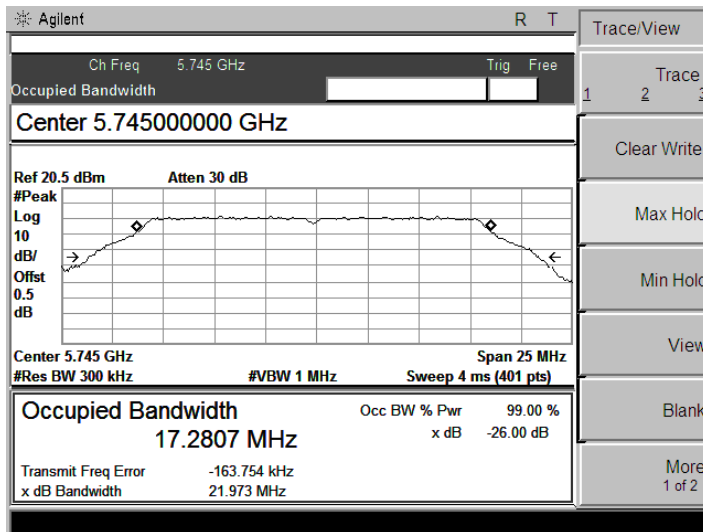 Agilent R T
Trace/View
Ch Freq 5.745 GHz Trig Free
Occupied Bandwidth
Trace
1 2 3
Center 5.745000000 GHz
Clear Write
Ref 20.5 dBm Atten 30 dB
#Peak
Log
10
dB/
Offst
0.5
dB
Max Hold
Min Hold
Center 5.745 GHz Span 25 MHz
#Res BW 300 kHz #VBW 1 MHz Sweep 4 ms (401 pts)
View
Occupied Bandwidth Occ BW % Pwr 99.00 %
17.2807 MHz x dB -26.00 dB
Blank
Transmit Freq Error -163.754 kHz
x dB Bandwidth 21.973 MHz
More
1 of 2